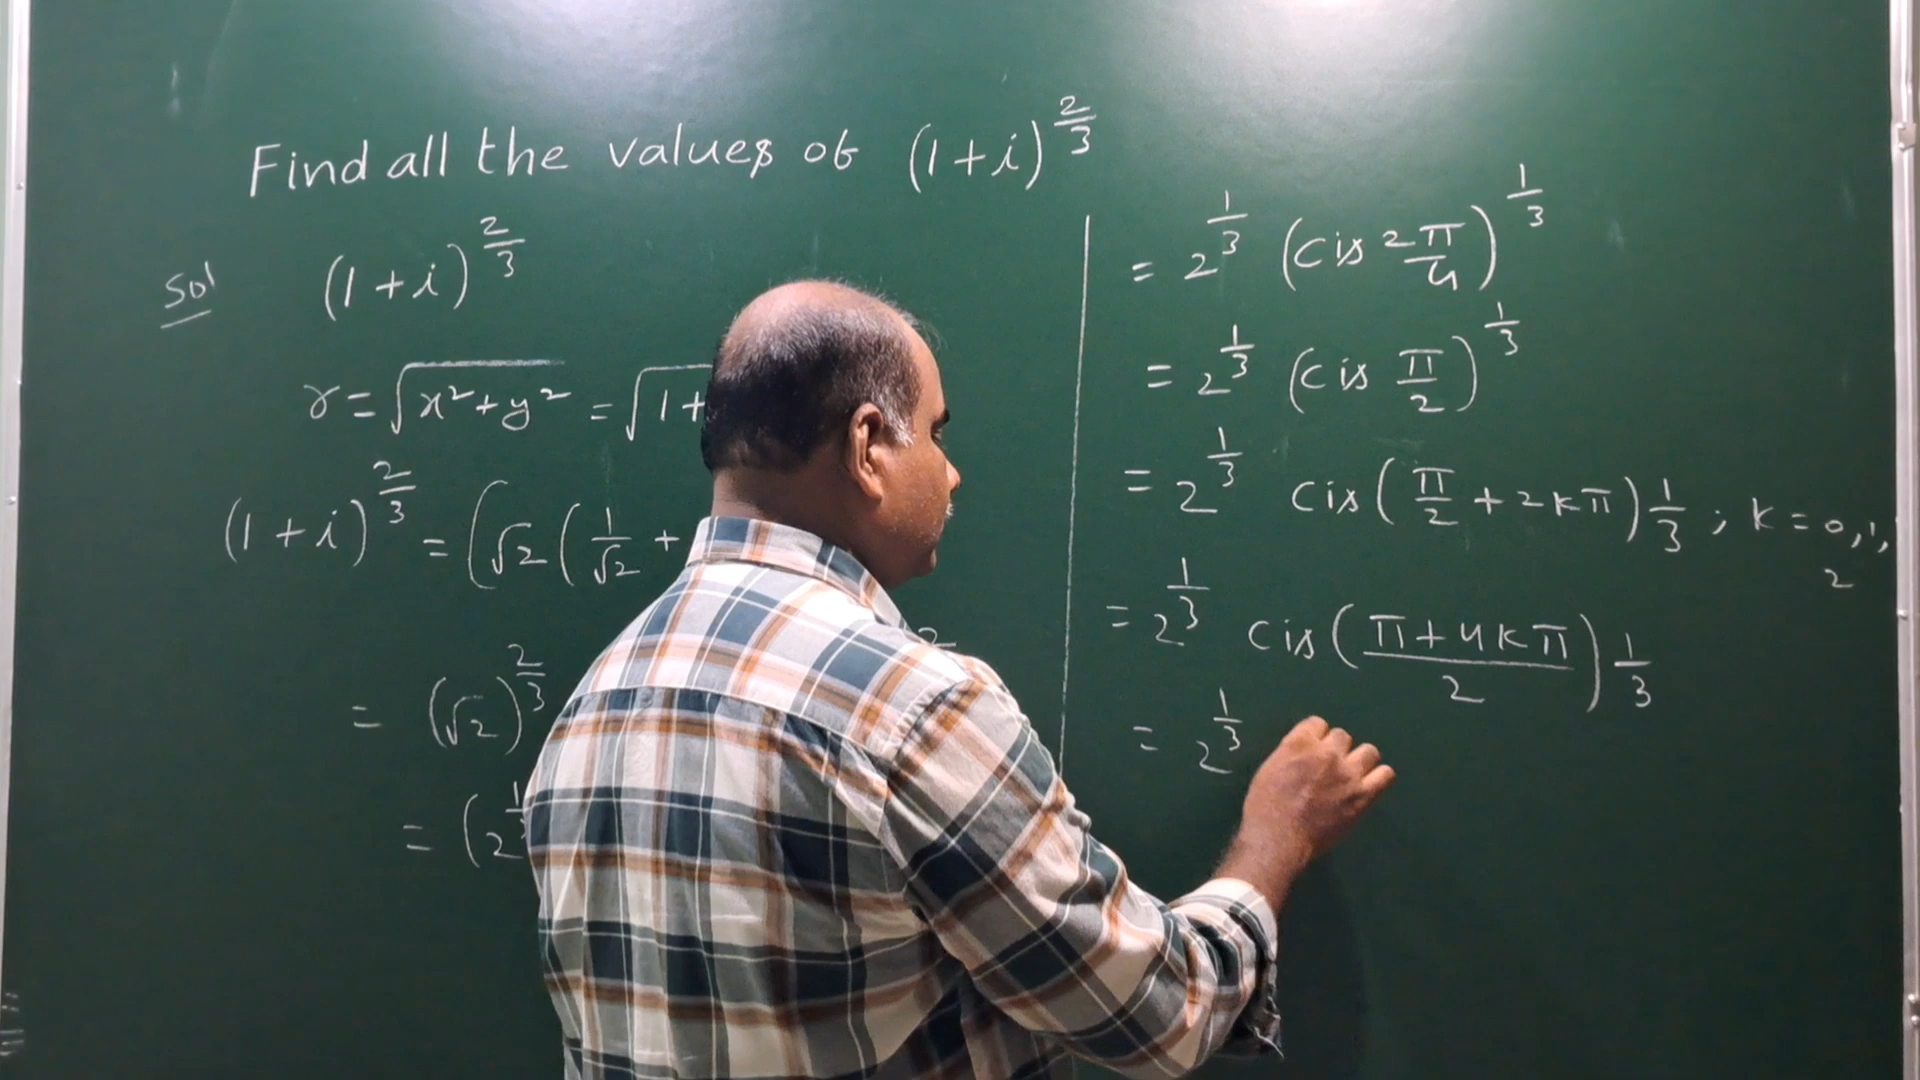 Find all the values of (1+i)^{2/3}
Sol (1+i)^{2/3}
r = √(x²+y²) = √(1+
(1+i)^{2/3} = (√2 (1/√2 +
= (√2)^{2/3}
= (2
= 2^{1/3} (cis 2π/4)^{1/3}
= 2^{1/3} (cis π/2)^{1/3}
= 2^{1/3} cis (π/2 + 2kπ) 1/3 ; k = 0, 1, 2
= 2^{1/3} cis ((π+4kπ)/2) 1/3
= 2^{1/3}